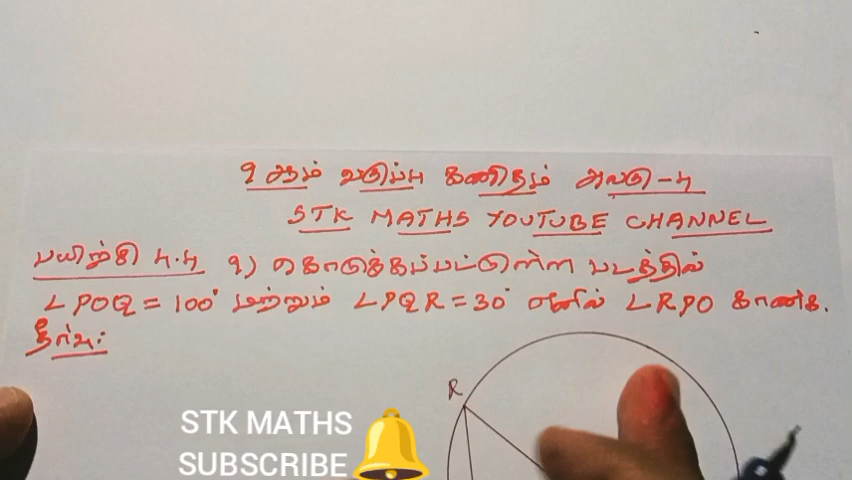 9 ஆம் வகுப்பு கணிதம் அலகு-4
STK MATHS YOUTUBE CHANNEL
பயிற்சி 4.4 9) கொடுக்கப்பட்டுள்ள படத்தில்
∠POQ = 100° மற்றும் ∠PQR = 30° எனில் ∠RPO காண்க.
தீர்வு:
R
STK MATHS
SUBSCRIBE